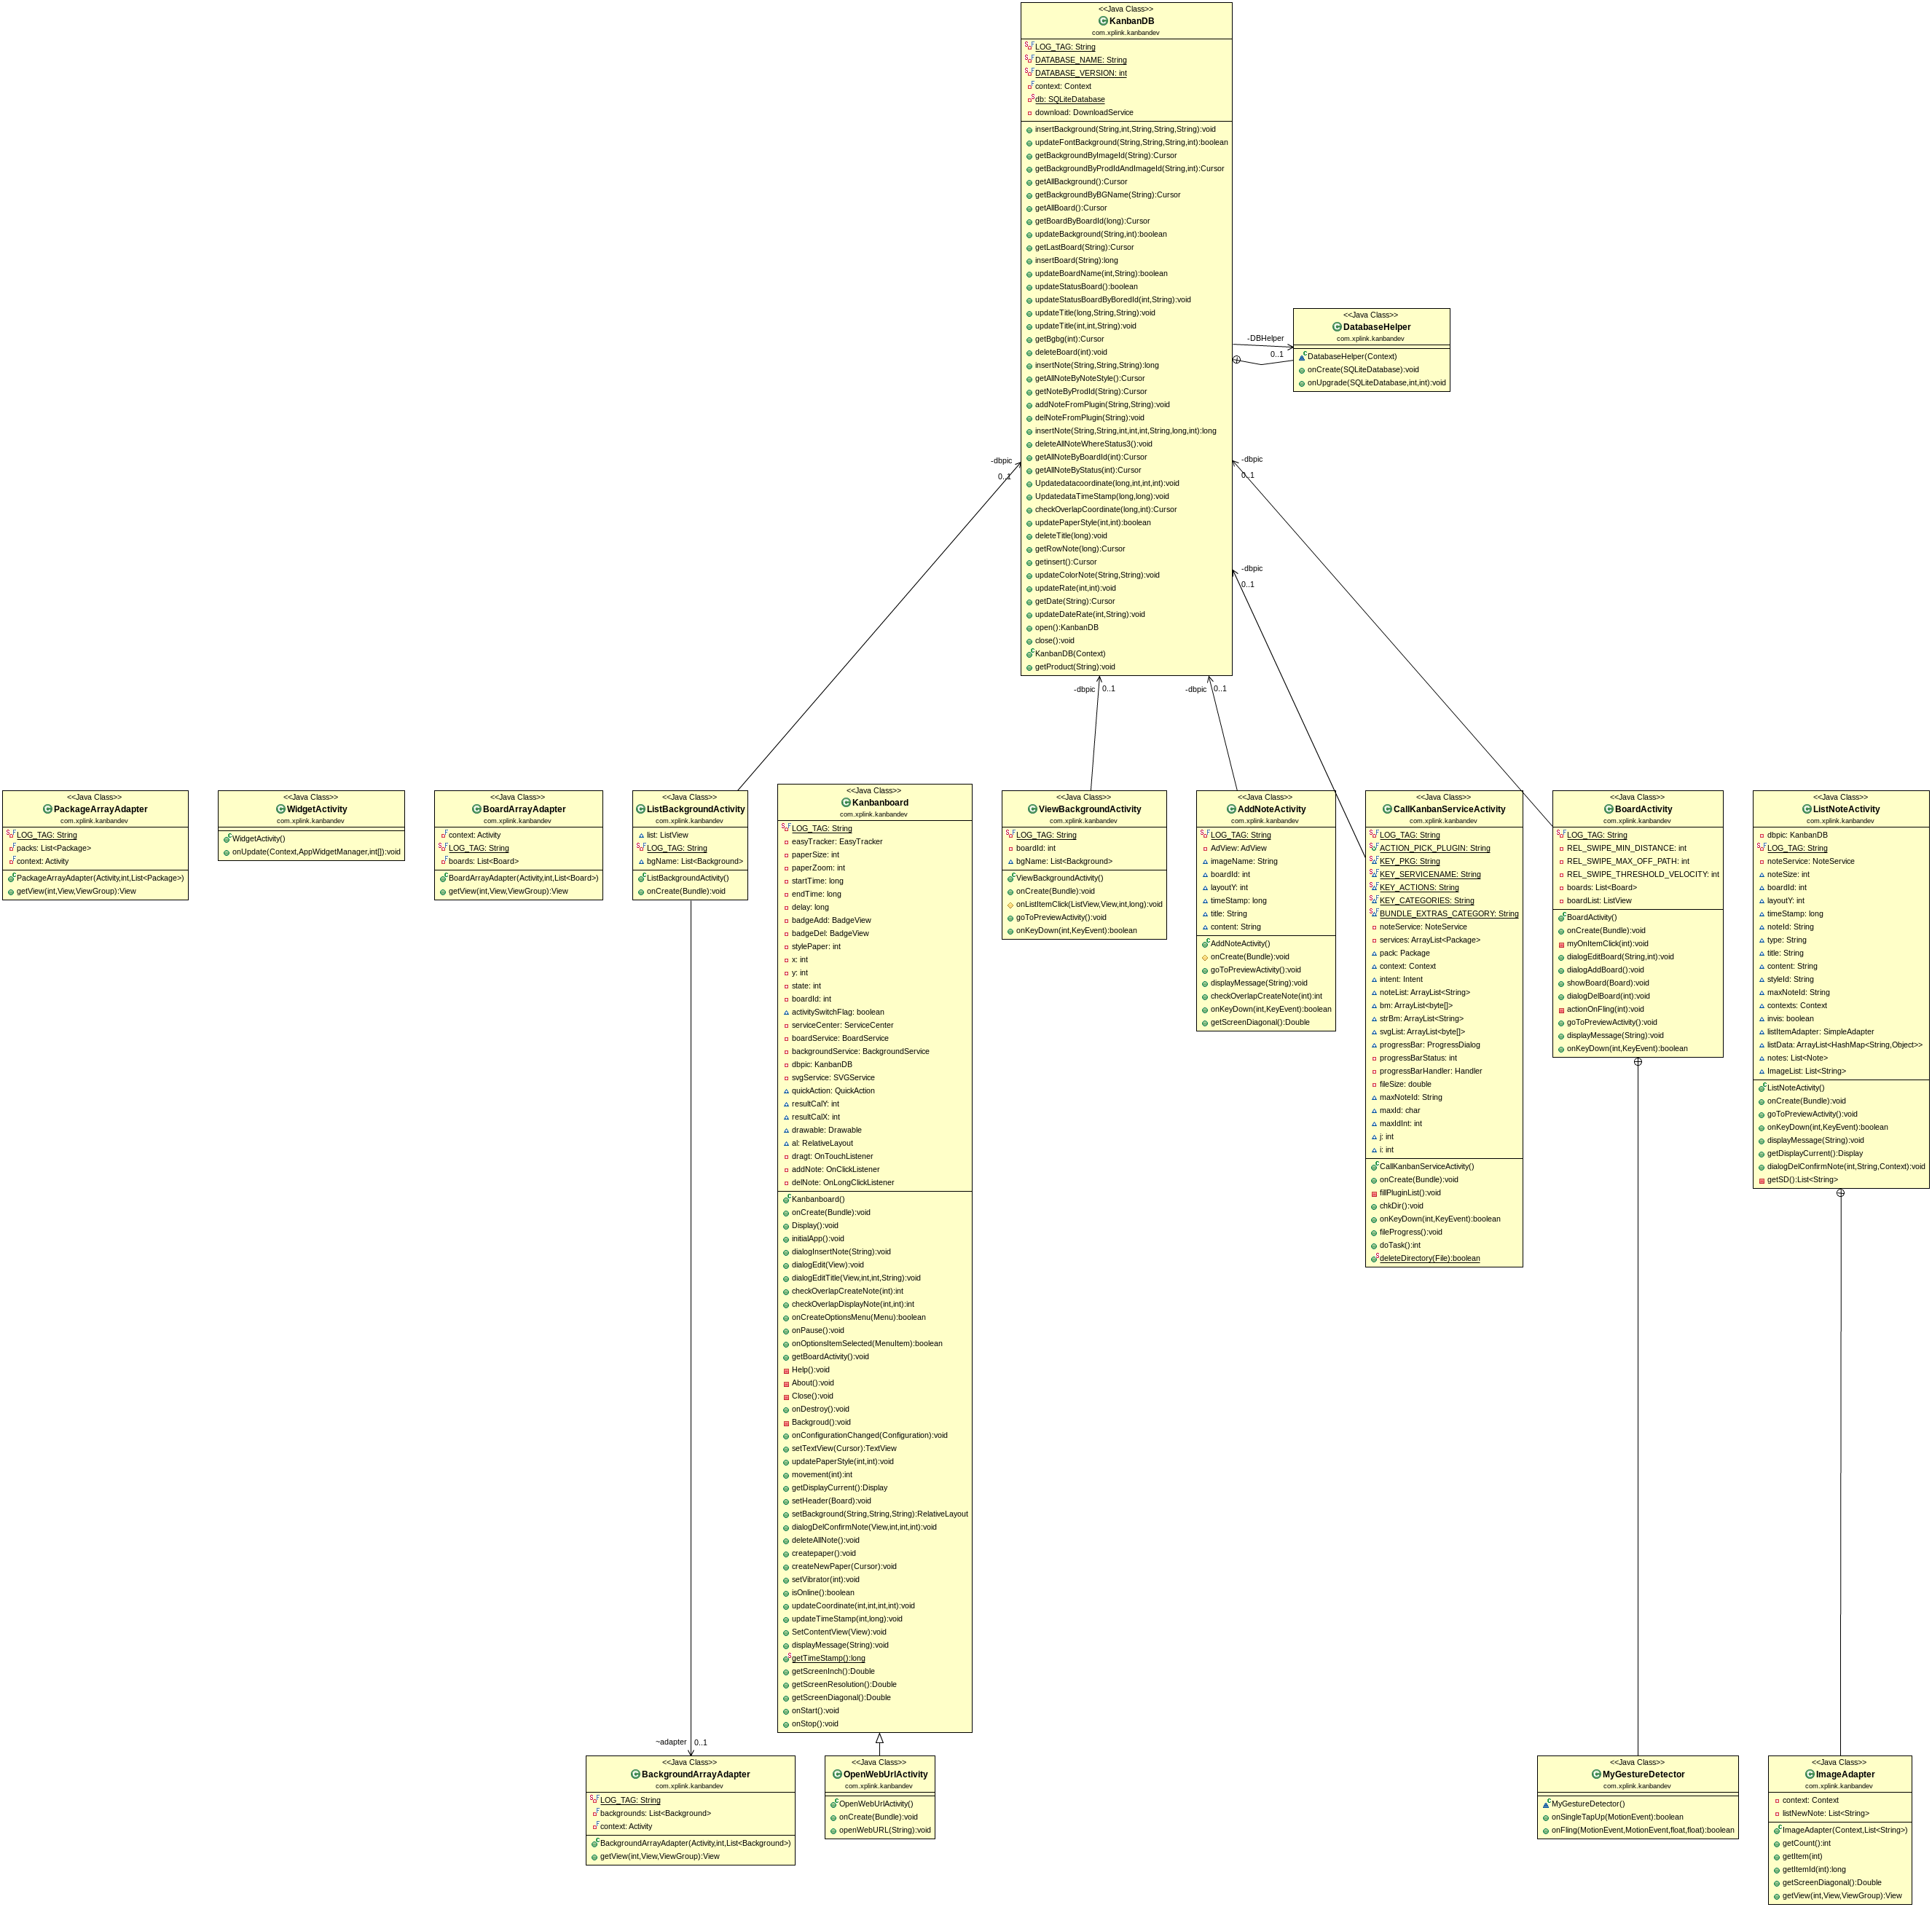 <<Java Class>>
KanbanDB
com.xplink.kanbandev
LOG_TAG: String
DATABASE_NAME: String
DATABASE_VERSION: int
context: Context
db: SQLiteDatabase
download: DownloadService
insertBackground(String,int,String,String,String):void
updateFontBackground(String,String,String,int):boolean
getBackgroundByImageId(String):Cursor
getBackgroundByProdIdAndImageId(String,int):Cursor
getAllBackground():Cursor
getBackgroundByBGName(String):Cursor
getAllBoard():Cursor
getBoardByBoardId(long):Cursor
updateBackground(String,int):boolean
getLastBoard(String):Cursor
insertBoard(String):long
updateBoardName(int,String):boolean
updateStatusBoard():boolean
updateStatusBoardByBoredId(int,String):void
updateTitle(long,String,String):void
updateTitle(int,int,String):void
getBgbg(int):Cursor
deleteBoard(int):void
insertNote(String,String,String):long
getAllNoteByNoteStyle():Cursor
getNoteByProdId(String):Cursor
addNoteFromPlugin(String,String):void
delNoteFromPlugin(String):void
insertNote(String,String,int,int,int,String,long,int):long
deleteAllNoteWhereStatus3():void
getAllNoteByBoardId(int):Cursor
getAllNoteByStatus(int):Cursor
Updatedatacoordinate(long,int,int,int):void
UpdatedataTimeStamp(long,long):void
checkOverlapCoordinate(long,int):Cursor
updatePaperStyle(int,int):boolean
deleteTitle(long):void
getRowNote(long):Cursor
getinsert():Cursor
updateColorNote(String,String):void
updateRate(int,int):void
getDate(String):Cursor
updateDateRate(int,String):void
open():KanbanDB
close():void
KanbanDB(Context)
getProduct(String):void
-DBHelper
0..1
<<Java Class>>
DatabaseHelper
com.xplink.kanbandev
DatabaseHelper(Context)
onCreate(SQLiteDatabase):void
onUpgrade(SQLiteDatabase,int,int):void
-dbpic
0..1
-dbpic
0..1
-dbpic
0..1
-dbpic
0..1
-dbpic
0..1
<<Java Class>>
PackageArrayAdapter
com.xplink.kanbandev
LOG_TAG: String
packs: List<Package>
context: Activity
PackageArrayAdapter(Activity,int,List<Package>)
getView(int,View,ViewGroup):View
<<Java Class>>
WidgetActivity
com.xplink.kanbandev
WidgetActivity()
onUpdate(Context,AppWidgetManager,int[]):void
<<Java Class>>
BoardArrayAdapter
com.xplink.kanbandev
context: Activity
LOG_TAG: String
boards: List<Board>
BoardArrayAdapter(Activity,int,List<Board>)
getView(int,View,ViewGroup):View
<<Java Class>>
ListBackgroundActivity
com.xplink.kanbandev
list: ListView
LOG_TAG: String
bgName: List<Background>
ListBackgroundActivity()
onCreate(Bundle):void
<<Java Class>>
Kanbanboard
com.xplink.kanbandev
LOG_TAG: String
easyTracker: EasyTracker
paperSize: int
paperZoom: int
startTime: long
endTime: long
delay: long
badgeAdd: BadgeView
badgeDel: BadgeView
stylePaper: int
x: int
y: int
state: int
boardId: int
activitySwitchFlag: boolean
serviceCenter: ServiceCenter
boardService: BoardService
backgroundService: BackgroundService
dbpic: KanbanDB
svgService: SVGService
quickAction: QuickAction
resultCalY: int
resultCalX: int
drawable: Drawable
al: RelativeLayout
dragt: OnTouchListener
addNote: OnClickListener
delNote: OnLongClickListener
Kanbanboard()
onCreate(Bundle):void
Display():void
initialApp():void
dialogInsertNote(String):void
dialogEdit(View):void
dialogEditTitle(View,int,int,String):void
checkOverlapCreateNote(int):int
checkOverlapDisplayNote(int,int):int
onCreateOptionsMenu(Menu):boolean
onPause():void
onOptionsItemSelected(MenuItem):boolean
getBoardActivity():void
Help():void
About():void
Close():void
onDestroy():void
Backgroud():void
onConfigurationChanged(Configuration):void
setTextView(Cursor):TextView
updatePaperStyle(int,int):void
movement(int):int
getDisplayCurrent():Display
setHeader(Board):void
setBackground(String,String,String):RelativeLayout
dialogDelConfirmNote(View,int,int,int):void
deleteAllNote():void
createpaper():void
createNewPaper(Cursor):void
setVibrator(int):void
isOnline():boolean
updateCoordinate(int,int,int,int):void
updateTimeStamp(int,long):void
SetContentView(View):void
displayMessage(String):void
getTimeStamp():long
getScreenInch():Double
getScreenResolution():Double
getScreenDiagonal():Double
onStart():void
onStop():void
<<Java Class>>
ViewBackgroundActivity
com.xplink.kanbandev
LOG_TAG: String
boardId: int
bgName: List<Background>
ViewBackgroundActivity()
onCreate(Bundle):void
onListItemClick(ListView,View,int,long):void
goToPreviewActivity():void
onKeyDown(int,KeyEvent):boolean
<<Java Class>>
AddNoteActivity
com.xplink.kanbandev
LOG_TAG: String
AdView: AdView
imageName: String
boardId: int
layoutY: int
timeStamp: long
title: String
content: String
AddNoteActivity()
onCreate(Bundle):void
goToPreviewActivity():void
displayMessage(String):void
checkOverlapCreateNote(int):int
onKeyDown(int,KeyEvent):boolean
getScreenDiagonal():Double
<<Java Class>>
CallKanbanServiceActivity
com.xplink.kanbandev
LOG_TAG: String
ACTION_PICK_PLUGIN: String
KEY_PKG: String
KEY_SERVICENAME: String
KEY_ACTIONS: String
KEY_CATEGORIES: String
BUNDLE_EXTRAS_CATEGORY: String
noteService: NoteService
services: ArrayList<Package>
pack: Package
context: Context
intent: Intent
noteList: ArrayList<String>
bm: ArrayList<byte[]>
strBm: ArrayList<String>
svgList: ArrayList<byte[]>
progressBar: ProgressDialog
progressBarStatus: int
progressBarHandler: Handler
fileSize: double
maxNoteId: String
maxId: char
maxIdInt: int
j: int
i: int
CallKanbanServiceActivity()
onCreate(Bundle):void
fillPluginList():void
chkDir():void
onKeyDown(int,KeyEvent):boolean
fileProgress():void
doTask():int
deleteDirectory(File):boolean
<<Java Class>>
BoardActivity
com.xplink.kanbandev
LOG_TAG: String
REL_SWIPE_MIN_DISTANCE: int
REL_SWIPE_MAX_OFF_PATH: int
REL_SWIPE_THRESHOLD_VELOCITY: int
boards: List<Board>
boardList: ListView
BoardActivity()
onCreate(Bundle):void
myOnItemClick(int):void
dialogEditBoard(String,int):void
dialogAddBoard():void
showBoard(Board):void
dialogDelBoard(int):void
actionOnFling(int):void
goToPreviewActivity():void
displayMessage(String):void
onKeyDown(int,KeyEvent):boolean
<<Java Class>>
ListNoteActivity
com.xplink.kanbandev
dbpic: KanbanDB
LOG_TAG: String
noteService: NoteService
noteSize: int
boardId: int
layoutY: int
timeStamp: long
noteId: String
type: String
title: String
content: String
styleId: String
maxNoteId: String
contexts: Context
invis: boolean
listItemAdapter: SimpleAdapter
listData: ArrayList<HashMap<String,Object>>
notes: List<Note>
ImageList: List<String>
ListNoteActivity()
onCreate(Bundle):void
goToPreviewActivity():void
onKeyDown(int,KeyEvent):boolean
displayMessage(String):void
getDisplayCurrent():Display
dialogDelConfirmNote(int,String,Context):void
getSD():List<String>
~adapter
0..1
<<Java Class>>
BackgroundArrayAdapter
com.xplink.kanbandev
LOG_TAG: String
backgrounds: List<Background>
context: Activity
BackgroundArrayAdapter(Activity,int,List<Background>)
getView(int,View,ViewGroup):View
<<Java Class>>
OpenWebUrlActivity
com.xplink.kanbandev
OpenWebUrlActivity()
onCreate(Bundle):void
openWebURL(String):void
<<Java Class>>
MyGestureDetector
com.xplink.kanbandev
MyGestureDetector()
onSingleTapUp(MotionEvent):boolean
onFling(MotionEvent,MotionEvent,float,float):boolean
<<Java Class>>
ImageAdapter
com.xplink.kanbandev
context: Context
listNewNote: List<String>
ImageAdapter(Context,List<String>)
getCount():int
getItem(int)
getItemId(int):long
getScreenDiagonal():Double
getView(int,View,ViewGroup):View